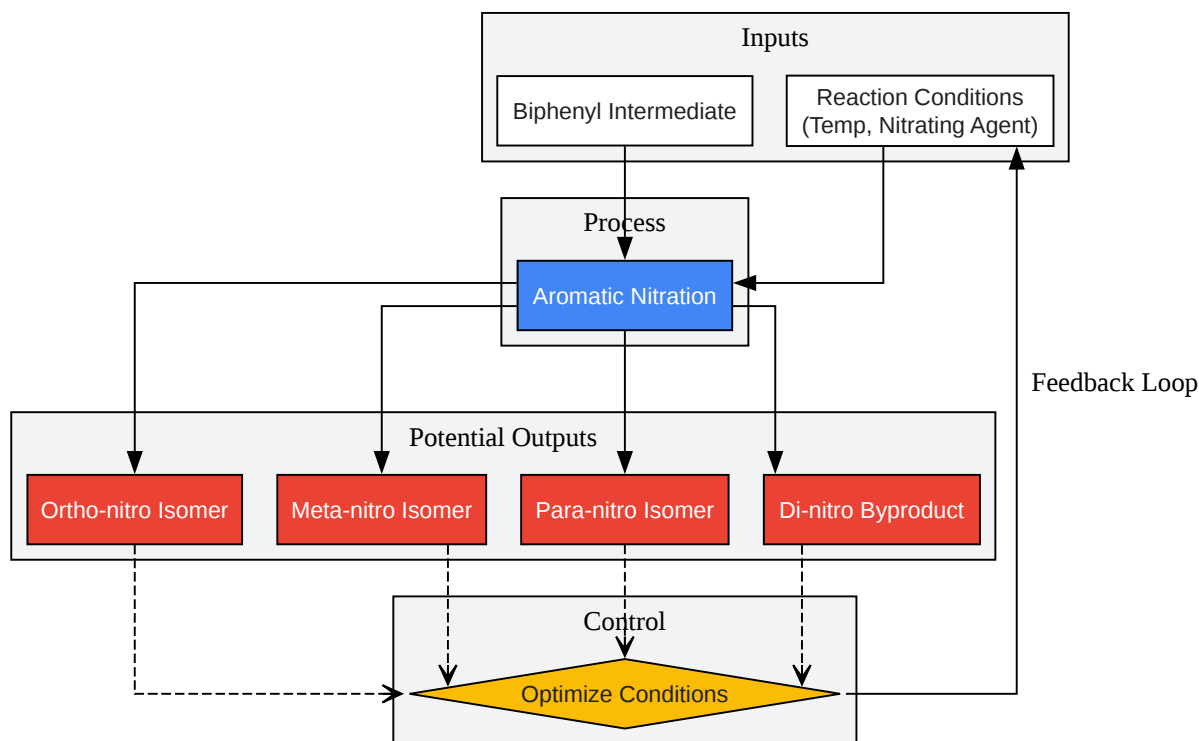 Inputs
Biphenyl Intermediate
Reaction Conditions
(Temp, Nitrating Agent)
Process
Aromatic Nitration
Feedback Loop
Potential Outputs
Ortho-nitro Isomer
Meta-nitro Isomer
Para-nitro Isomer
Di-nitro Byproduct
Control
Optimize Conditions